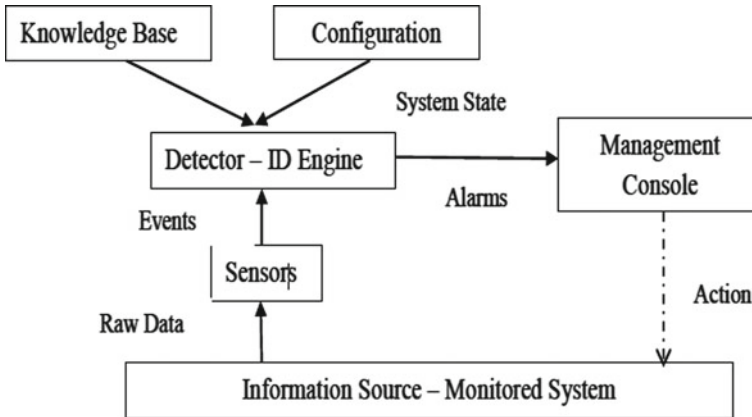 Knowledge Base
Configuration
System State
Detector – ID Engine
Management
Console
Alarms
Events
Sensors
Action
Raw Data
Information Source – Monitored System